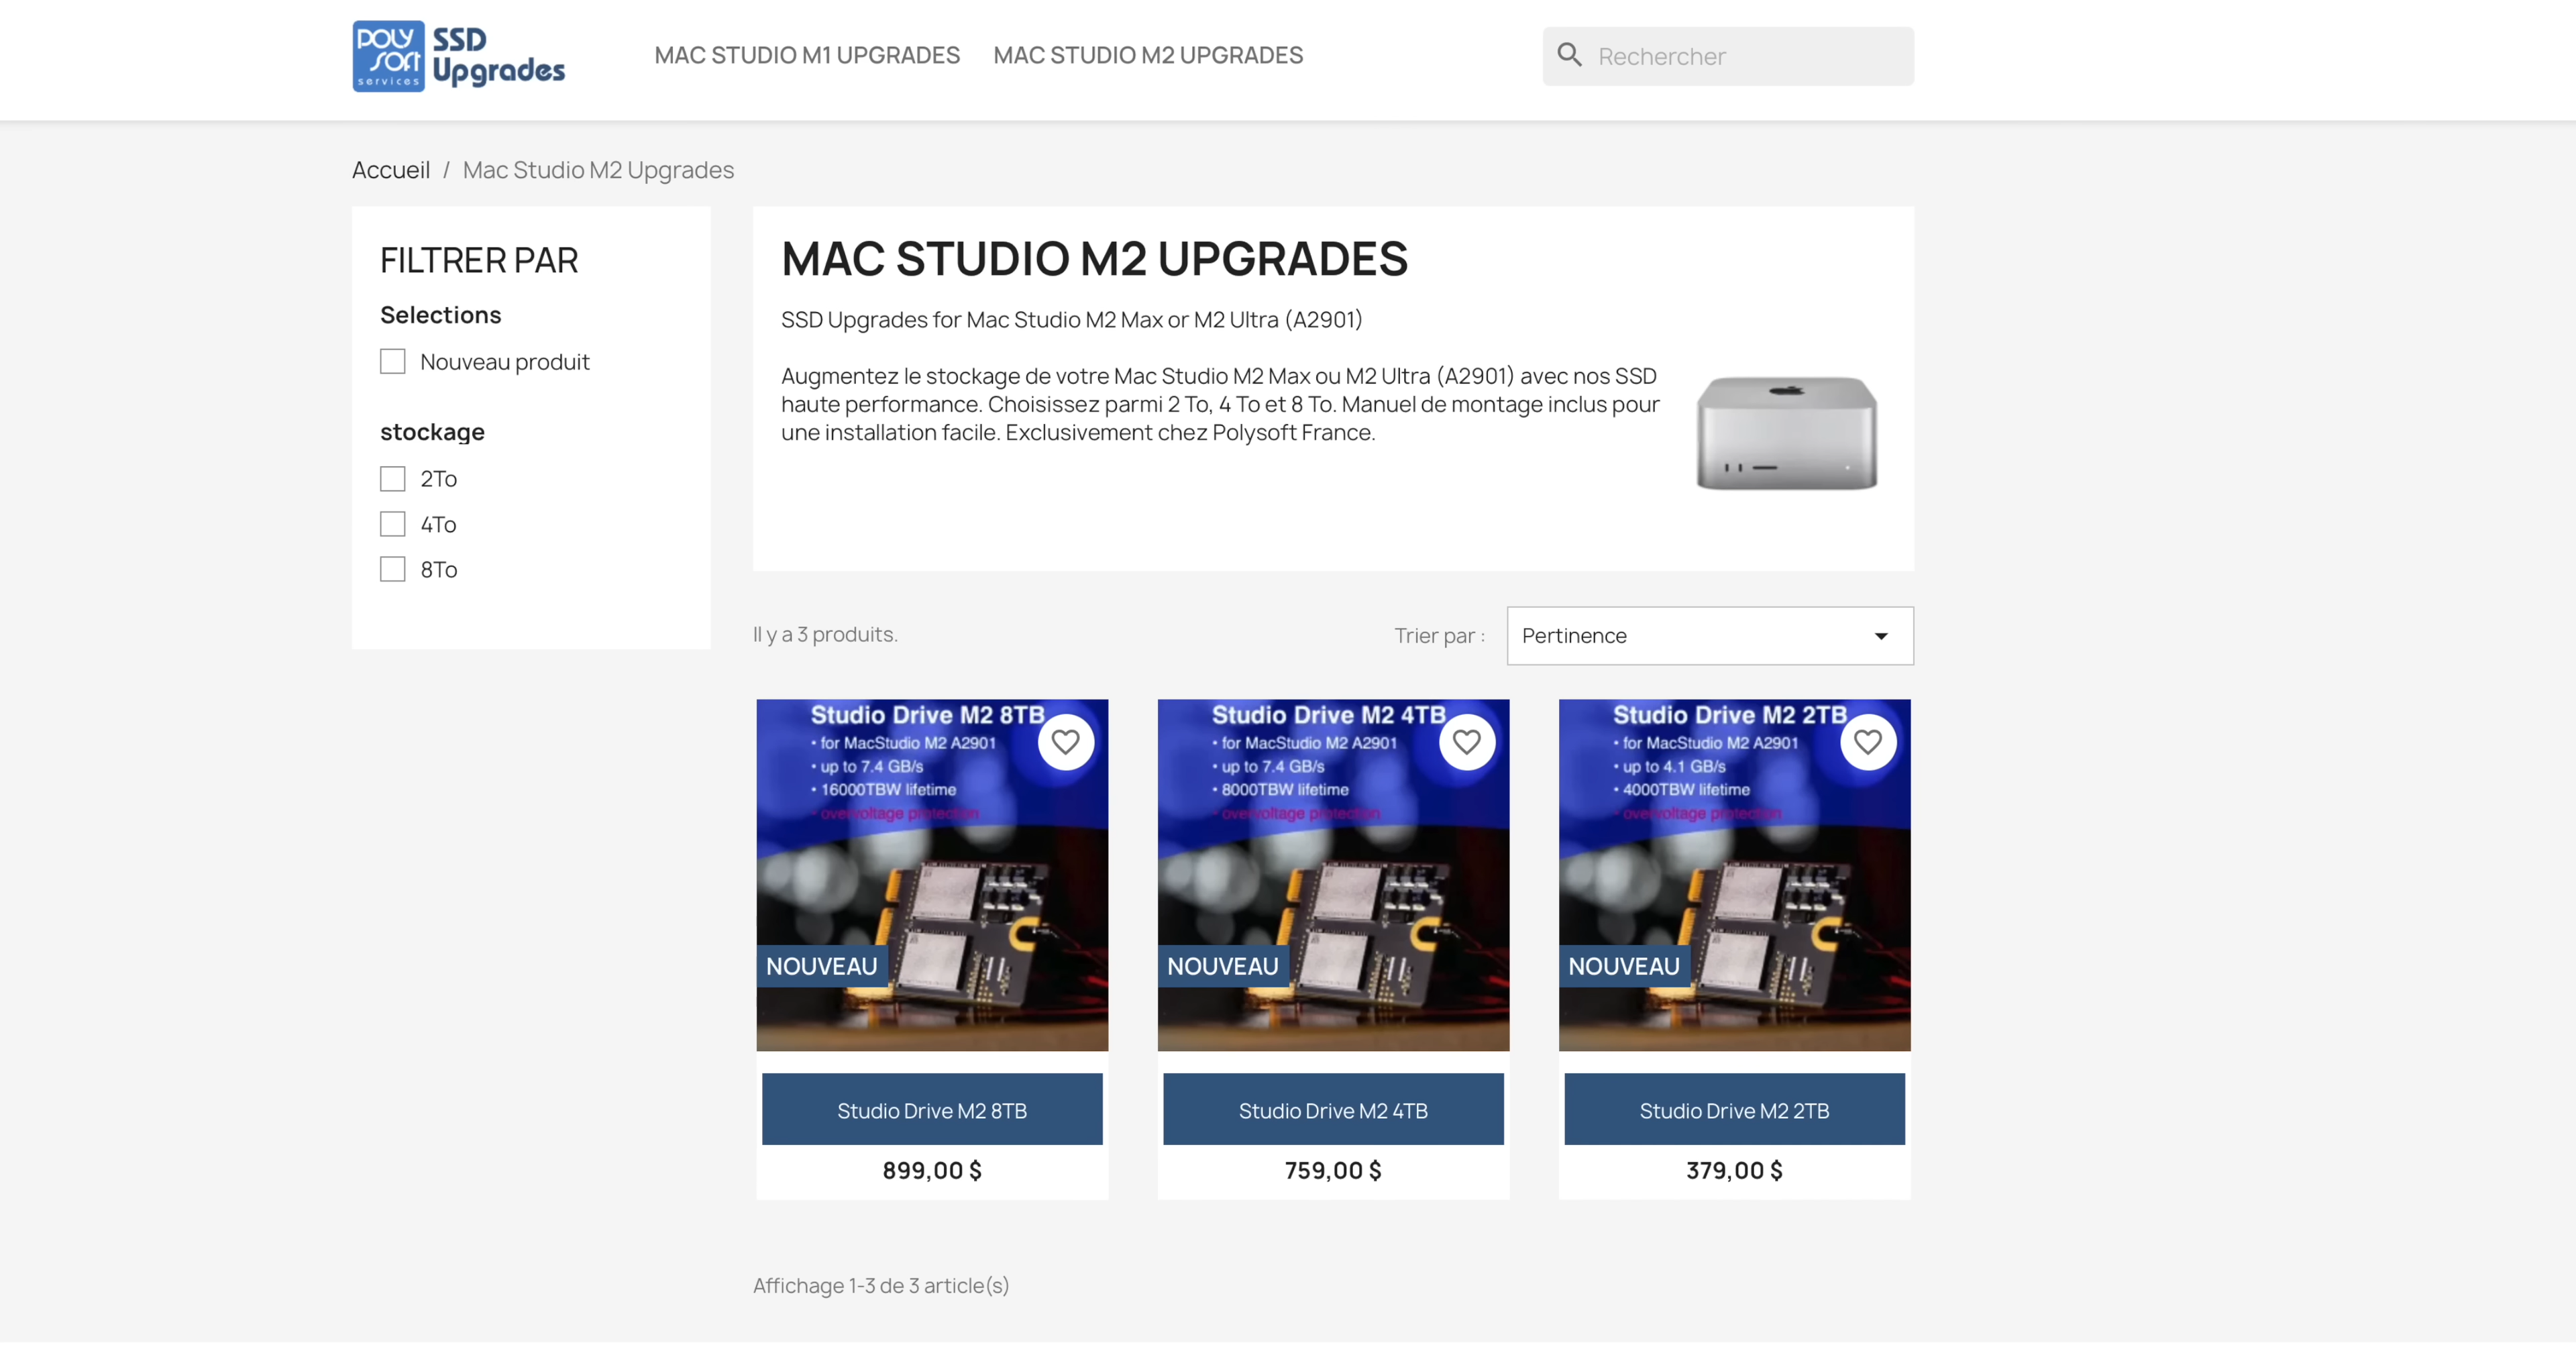 POLY
SOFT
services
SSD
Upgrades
MAC STUDIO M1 UPGRADES
MAC STUDIO M2 UPGRADES
Rechercher
Accueil / Mac Studio M2 Upgrades
FILTRER PAR
Selections
Nouveau produit
stockage
2To
4To
8To
MAC STUDIO M2 UPGRADES
SSD Upgrades for Mac Studio M2 Max or M2 Ultra (A2901)
Augmentez le stockage de votre Mac Studio M2 Max ou M2 Ultra (A2901) avec nos SSD
haute performance. Choisissez parmi 2 To, 4 To et 8 To. Manuel de montage inclus pour
une installation facile. Exclusivement chez Polysoft France.
Il y a 3 produits.
Trier par :
Pertinence
Studio Drive M2 8TB
• for MacStudio M2 A2901
• up to 7.4 GB/s
• 16000TBW lifetime
• overvoltage protection
NOUVEAU
Studio Drive M2 8TB
899,00 $
Studio Drive M2 4TB
• for MacStudio M2 A2901
• up to 7.4 GB/s
• 8000TBW lifetime
• overvoltage protection
NOUVEAU
Studio Drive M2 4TB
759,00 $
Studio Drive M2 2TB
• for MacStudio M2 A2901
• up to 4.1 GB/s
• 4000TBW lifetime
• overvoltage protection
NOUVEAU
Studio Drive M2 2TB
379,00 $
Affichage 1-3 de 3 article(s)